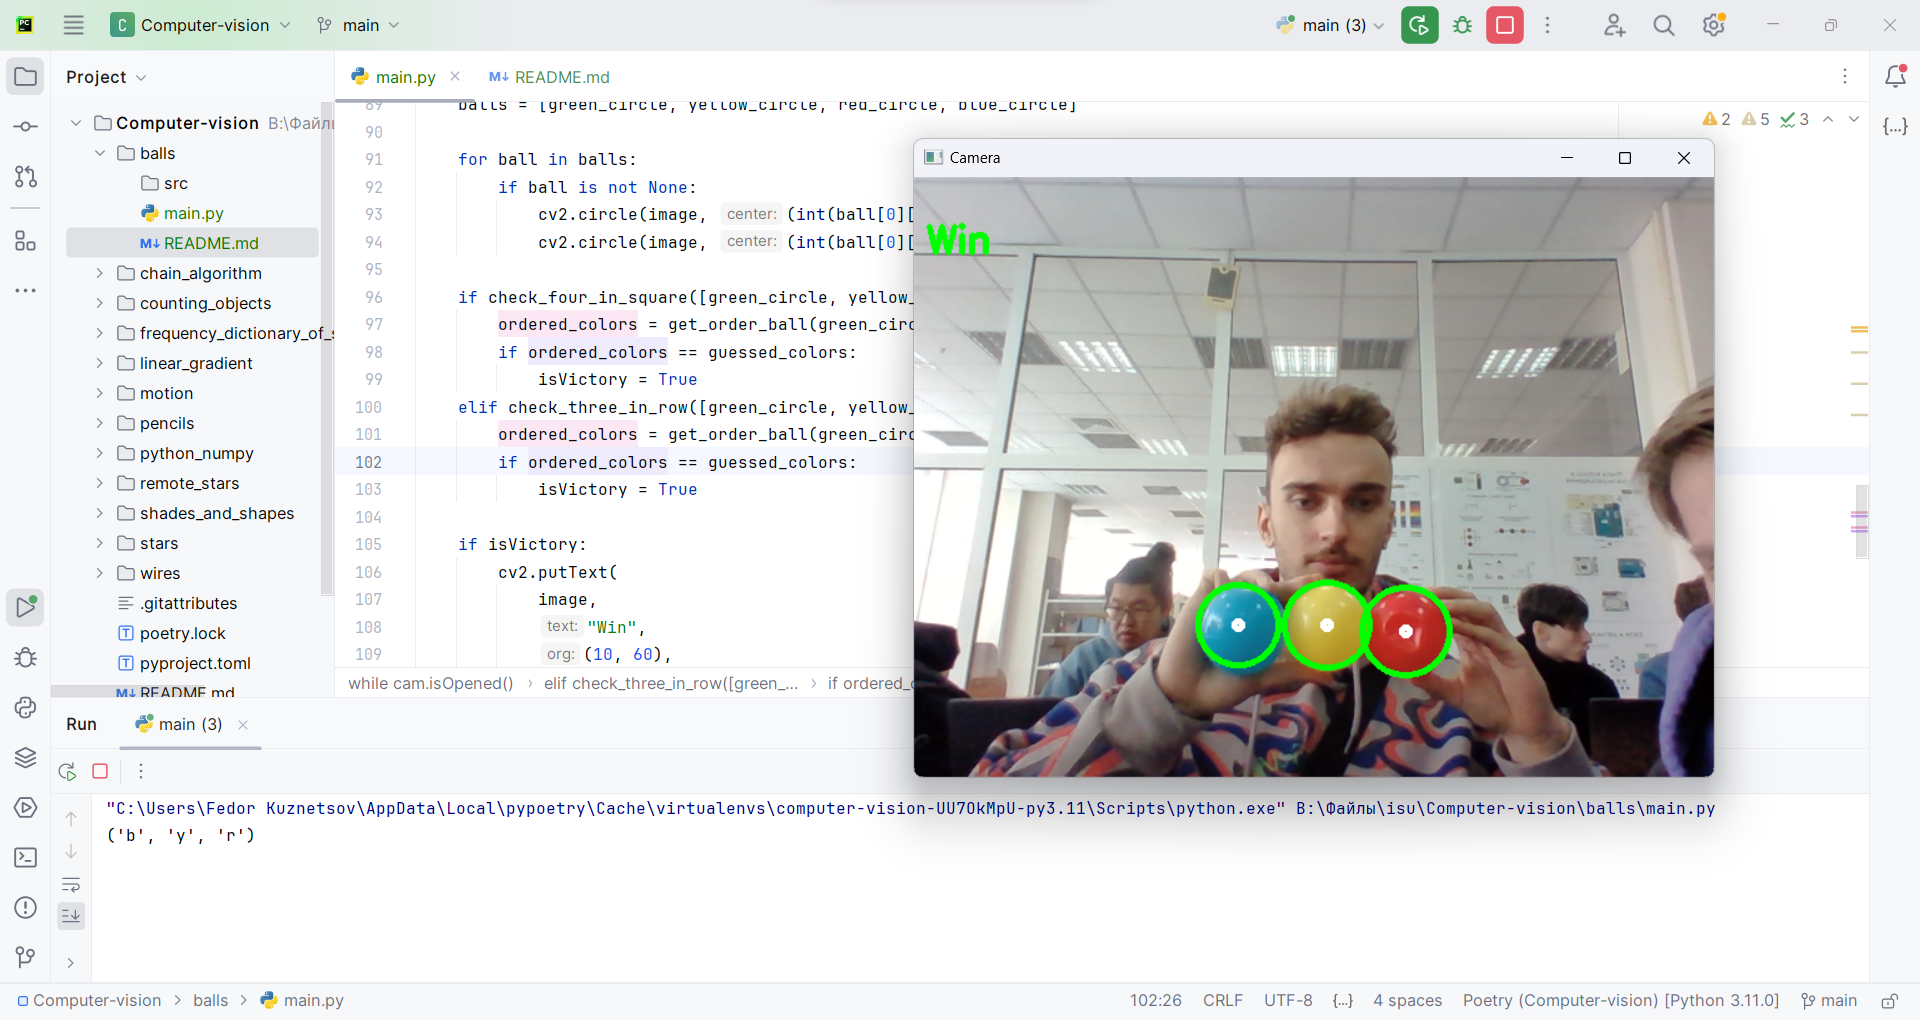 PC
C Computer-vision
main
main (3)
Project
main.py
README.md
Computer-vision B:\Файлы
balls
src
main.py
README.md
chain_algorithm
counting_objects
frequency_dictionary_of_s
linear_gradient
motion
pencils
python_numpy
remote_stars
shades_and_shapes
stars
wires
.gitattributes
poetry.lock
pyproject.toml
README.md
89 balls = [green_circle, yellow_circle, red_circle, blue_circle]
90
91 for ball in balls:
92 if ball is not None:
93 cv2.circle(image, center: (int(ball[0][
94 cv2.circle(image, center: (int(ball[0][
95
96 if check_four_in_square([green_circle, yellow_
97 ordered_colors = get_order_ball(green_circ
98 if ordered_colors == guessed_colors:
99 isVictory = True
100 elif check_three_in_row([green_circle, yellow_
101 ordered_colors = get_order_ball(green_circ
102 if ordered_colors == guessed_colors:
103 isVictory = True
104
105 if isVictory:
106 cv2.putText(
107 image,
108 text: "Win",
109 org: (10, 60),
2 5 3
Camera
Win
while cam.isOpened() › elif check_three_in_row([green_... › if ordered_c
Run main (3)
"C:\Users\Fedor Kuznetsov\AppData\Local\pypoetry\Cache\virtualenvs\computer-vision-UU7OkMpU-py3.11\Scripts\python.exe" B:\Файлы\isu\Computer-vision\balls\main.py
('b', 'y', 'r')
Computer-vision › balls › main.py
102:26 CRLF UTF-8 {...} 4 spaces Poetry (Computer-vision) [Python 3.11.0] main